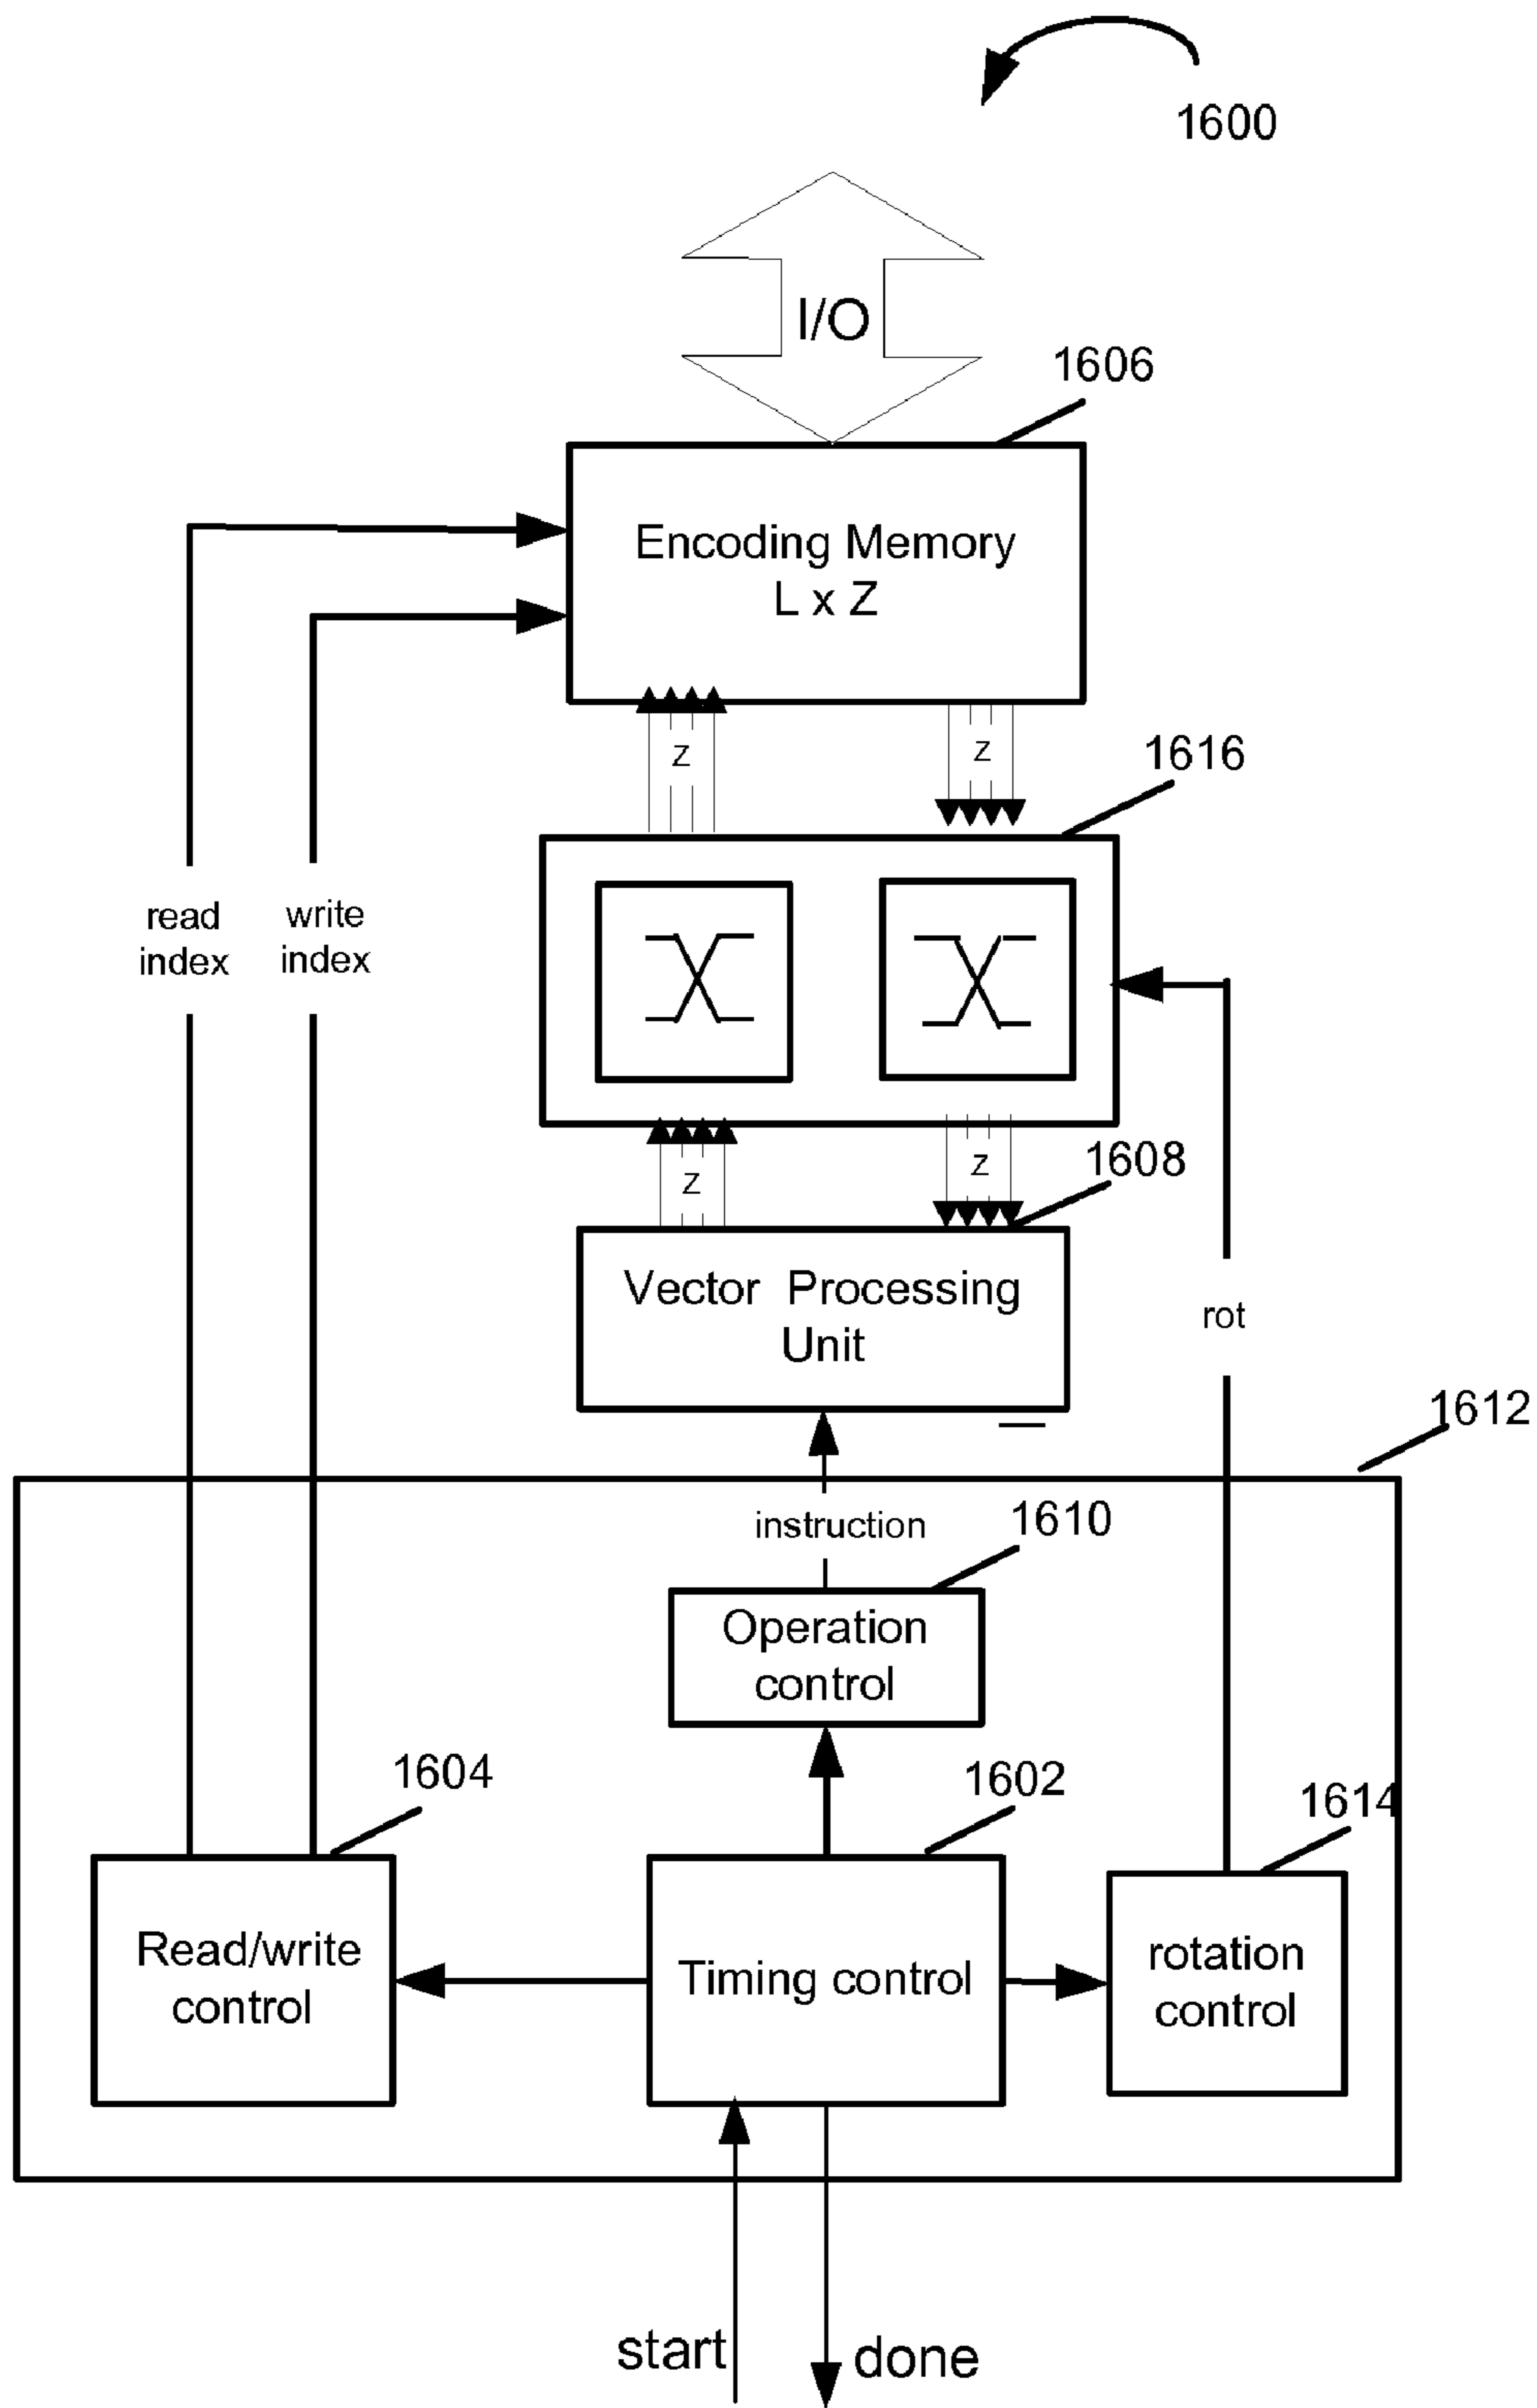 1600
I/O
1606
Encoding Memory
L x Z
Z
Z
1616
read
index
write
index
Z
Z
1608
Vector Processing
Unit
rot
1612
instruction
1610
Operation
control
1604
1602
1614
Read/write
control
Timing control
rotation
control
start
done